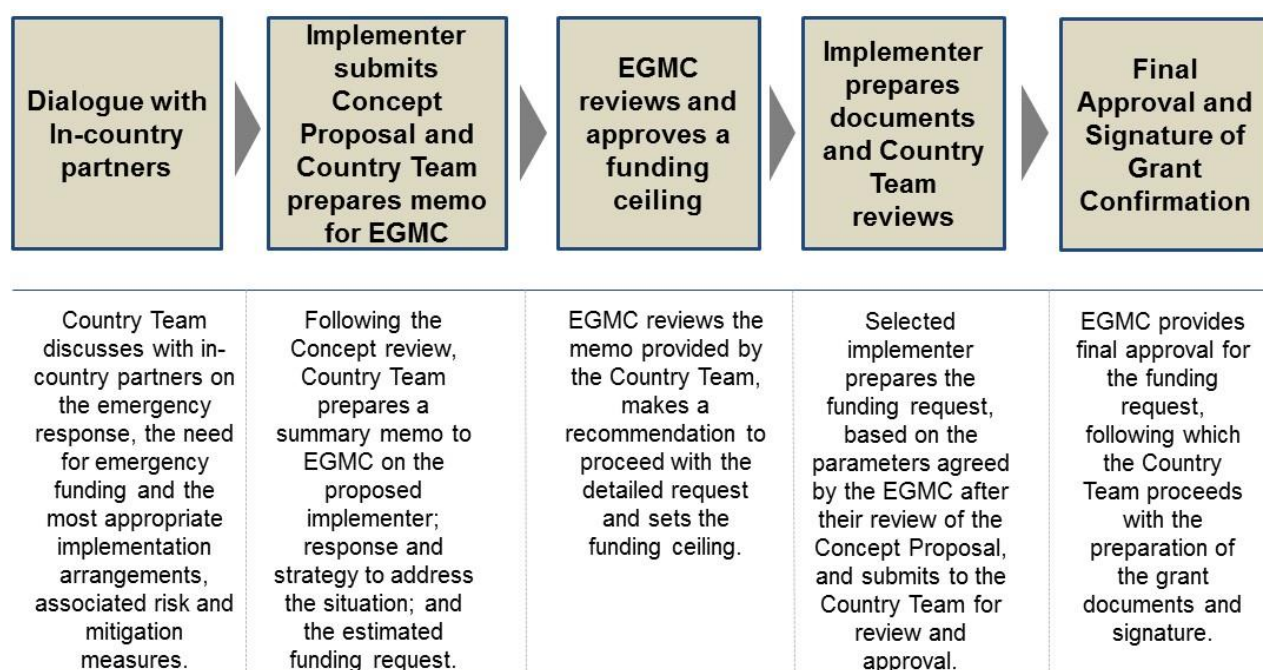 Dialogue with
In-country
partners
Implementer
submits
Concept
Proposal and
Country Team
prepares memo
for EGMC
EGMC
reviews and
approves a
funding
ceiling
Implementer
prepares
documents
and Country
Team
reviews
Final
Approval and
Signature of
Grant
Confirmation
Country Team
discusses with in-
country partners on
the emergency
response, the need
for emergency
funding and the
most appropriate
implementation
arrangements,
associated risk and
mitigation
measures.
Following the
Concept review,
Country Team
prepares a
summary memo to
EGMC on the
proposed
implementer;
response and
strategy to address
the situation; and
the estimated
funding request.
EGMC reviews the
memo provided by
the Country Team,
makes a
recommendation to
proceed with the
detailed request
and sets the
funding ceiling.
Selected
implementer
prepares the
funding request,
based on the
parameters agreed
by the EGMC after
their review of the
Concept Proposal,
and submits to the
Country Team for
review and
approval.
EGMC provides
final approval for
the funding
request,
following which
the Country
Team proceeds
with the
preparation of
the grant
documents and
signature.